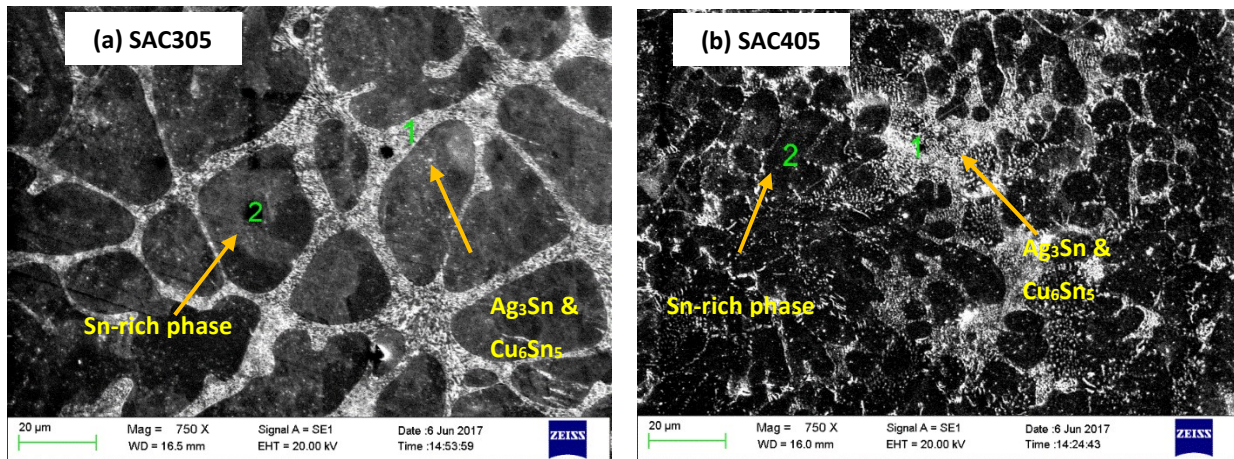 (a) SAC305
1
2
Sn-rich phase
Ag₃Sn &
Cu₆Sn₅
20 µm
Mag = 750 X
Signal A = SE1
Date :6 Jun 2017
WD = 16.5 mm
EHT = 20.00 kV
Time :14:53:59
ZEISS
(b) SAC405
1
2
Sn-rich phase
Ag₃Sn &
Cu₆Sn₅
20 µm
Mag = 750 X
Signal A = SE1
Date :6 Jun 2017
WD = 16.0 mm
EHT = 20.00 kV
Time :14:24:43
ZEISS